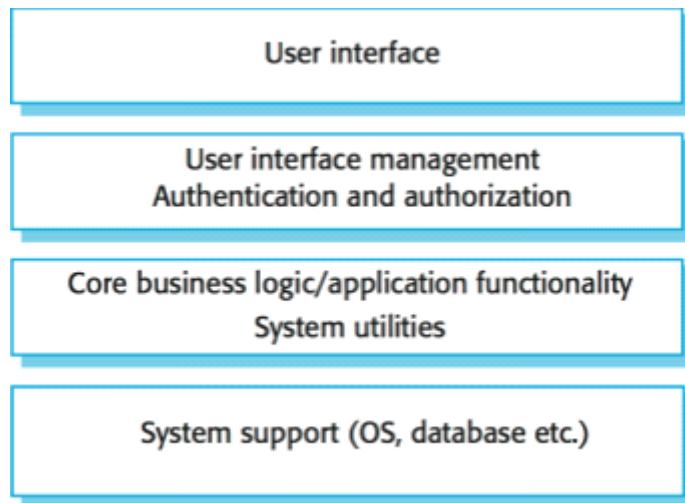 User interface
User interface management
Authentication and authorization
Core business logic/application functionality
System utilities
System support (OS, database etc.)